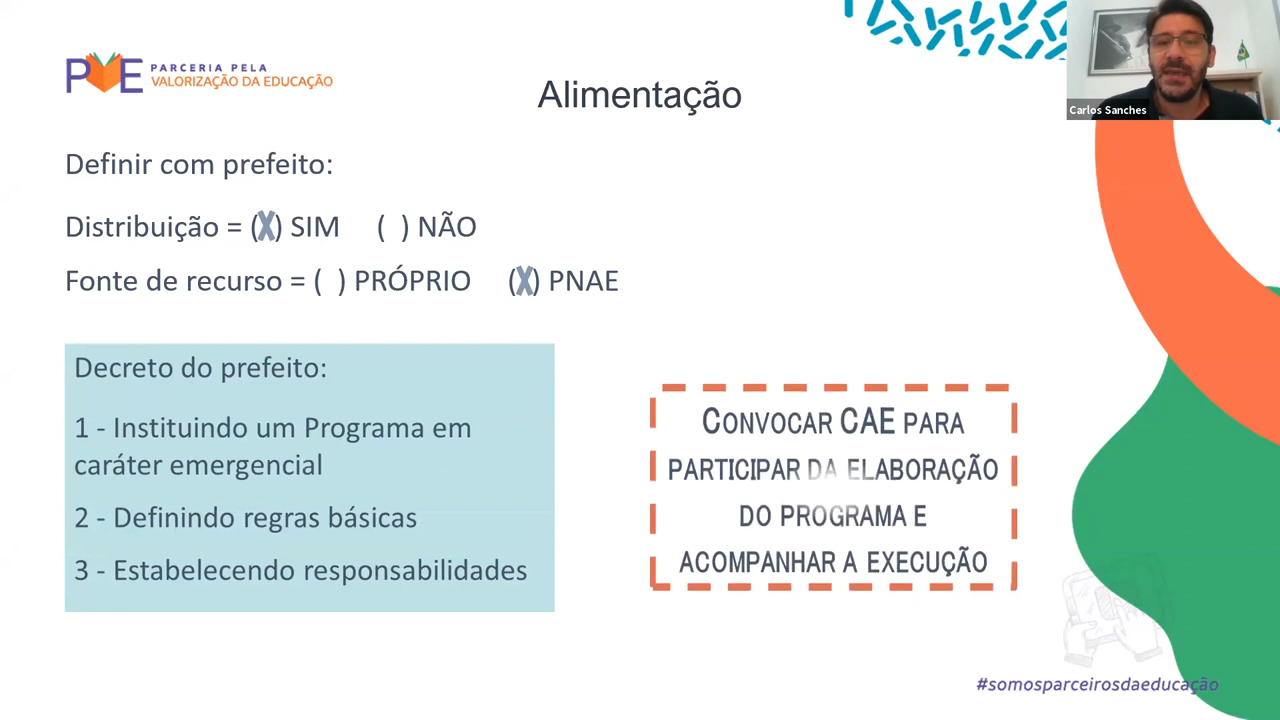 PVE PARCERIA PELA
VALORIZAÇÃO DA EDUCAÇÃO
Carlos Sanches
Alimentação
Definir com prefeito:
Distribuição = (X) SIM ( ) NÃO
Fonte de recurso = ( ) PRÓPRIO (X) PNAE
Decreto do prefeito:
1 - Instituindo um Programa em
caráter emergencial
2 - Definindo regras básicas
3 - Estabelecendo responsabilidades
CONVOCAR CAE PARA
PARTICIPAR DA ELABORAÇÃO
DO PROGRAMA E
ACOMPANHAR A EXECUÇÃO
#somosparceirosdaeducação